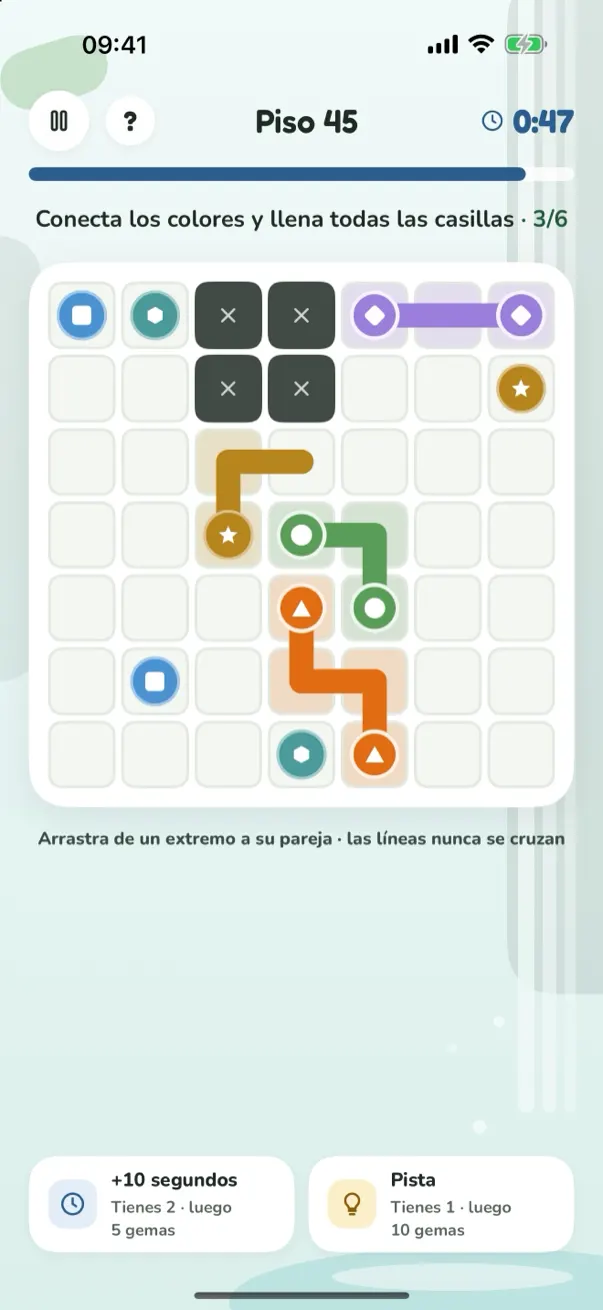 09:41
?
Piso 45
0:47
Conecta los colores y llena todas las casillas · 3/6
Arrastra de un extremo a su pareja · las líneas nunca se cruzan
+10 segundos
Tienes 2 · luego
5 gemas
Pista
Tienes 1 · luego
10 gemas